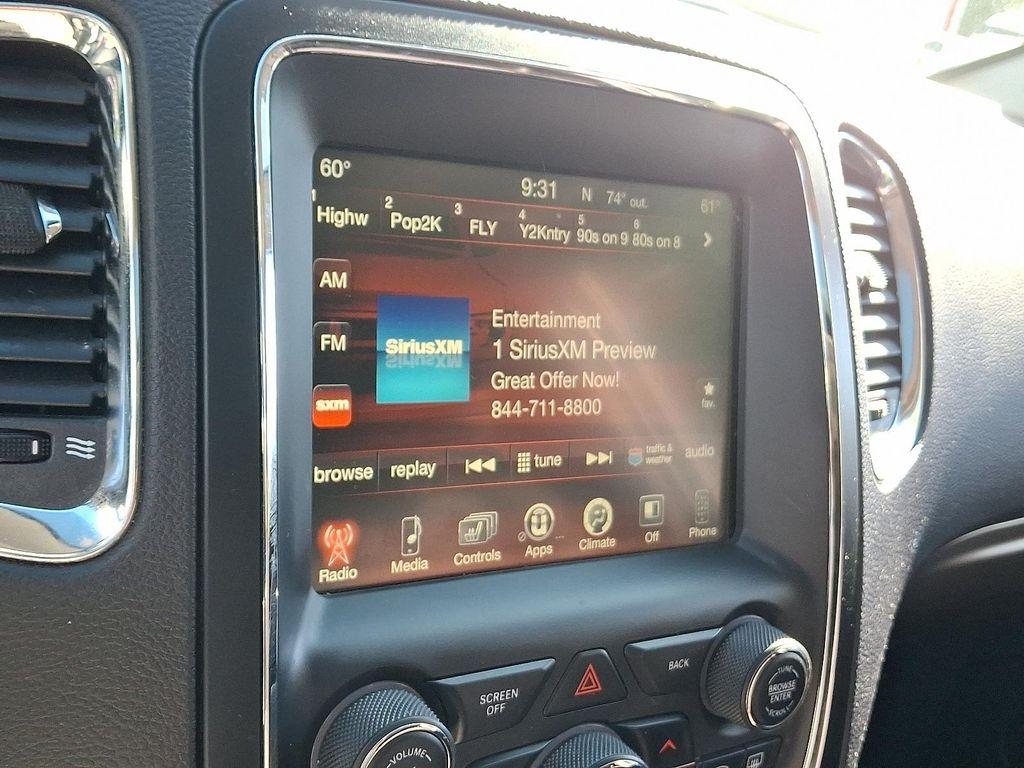 60°
9:31 N 74° out. 61°
1 2 3 4 5 6
Highw Pop2K FLY Y2Kntry 90s on 9 80s on 8
AM
FM
sxm
SiriusXM
Entertainment
1 SiriusXM Preview
Great Offer Now!
844-711-8800
fav.
browse replay tune traffic & weather audio
Radio Media Controls Apps Climate Off Phone
SCREEN OFF
BACK
VOLUME
TUNE
BROWSE
ENTER
SCROLL